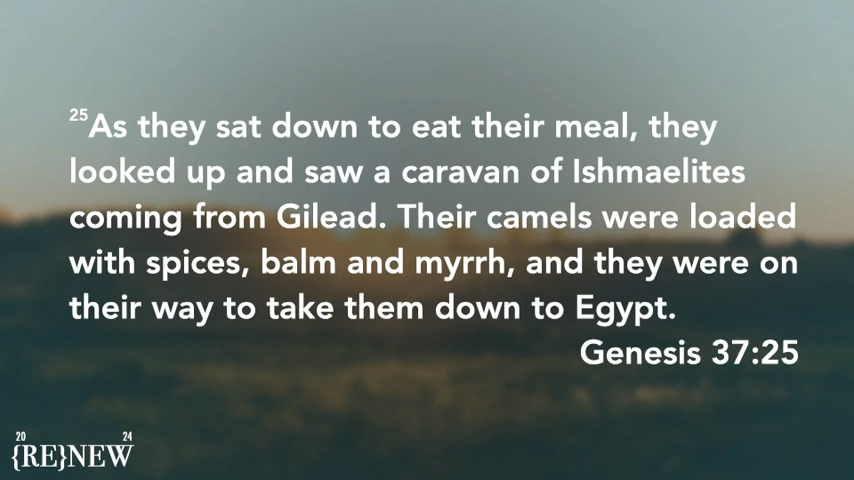 25As they sat down to eat their meal, they
looked up and saw a caravan of Ishmaelites
coming from Gilead. Their camels were loaded
with spices, balm and myrrh, and they were on
their way to take them down to Egypt.
Genesis 37:25
20 24
{RE}NEW